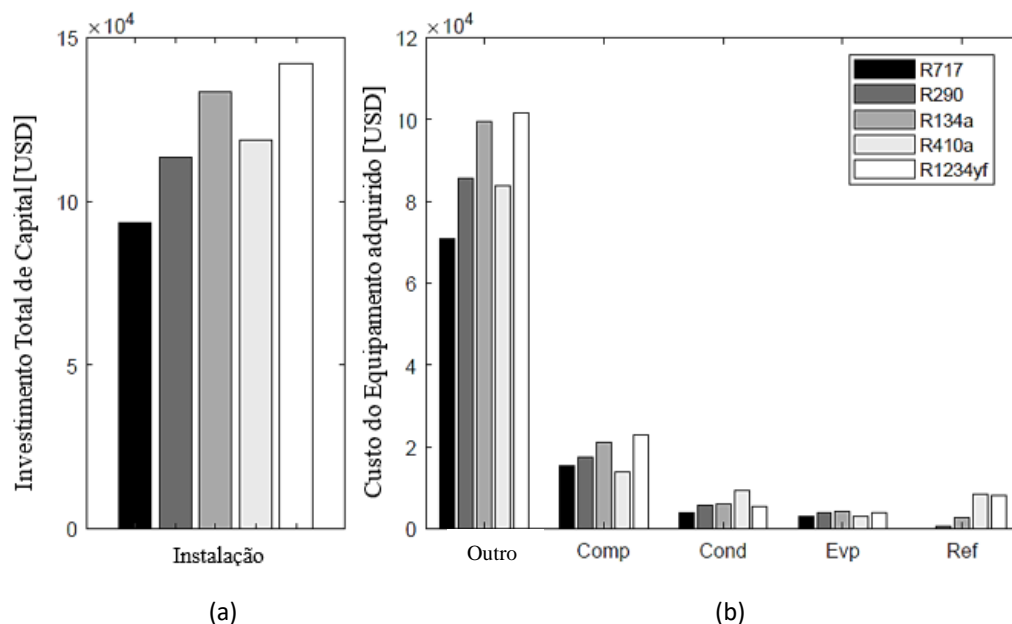 ×10⁴
15
10
5
0
Investimento Total de Capital [USD]
Instalação
(a)
×10⁴
12
10
8
6
4
2
0
Custo do Equipamento adquirido [USD]
R717
R290
R134a
R410a
R1234yf
Outro
Comp
Cond
Evp
Ref
(b)